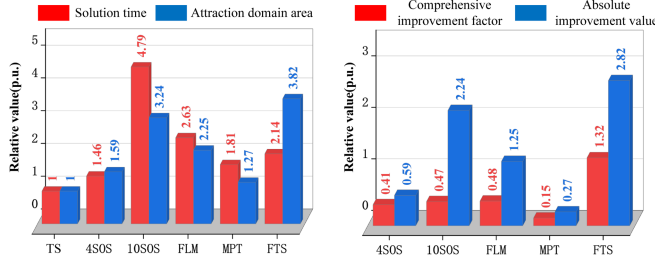 Solution time
Attraction domain area
Relative value(p.u.)
5
4
3
2
1
0
1
1
1.46
1.59
4.79
3.24
2.63
2.25
1.81
1.27
2.14
3.82
TS
4SOS
10SOS
FLM
MPT
FTS
Comprehensive
improvement factor
Absolute
improvement value
Relative value(p.u.)
3
2
1
0
0.41
0.59
0.47
2.24
0.48
1.25
0.15
0.27
1.32
2.82
4SOS
10SOS
FLM
MPT
FTS